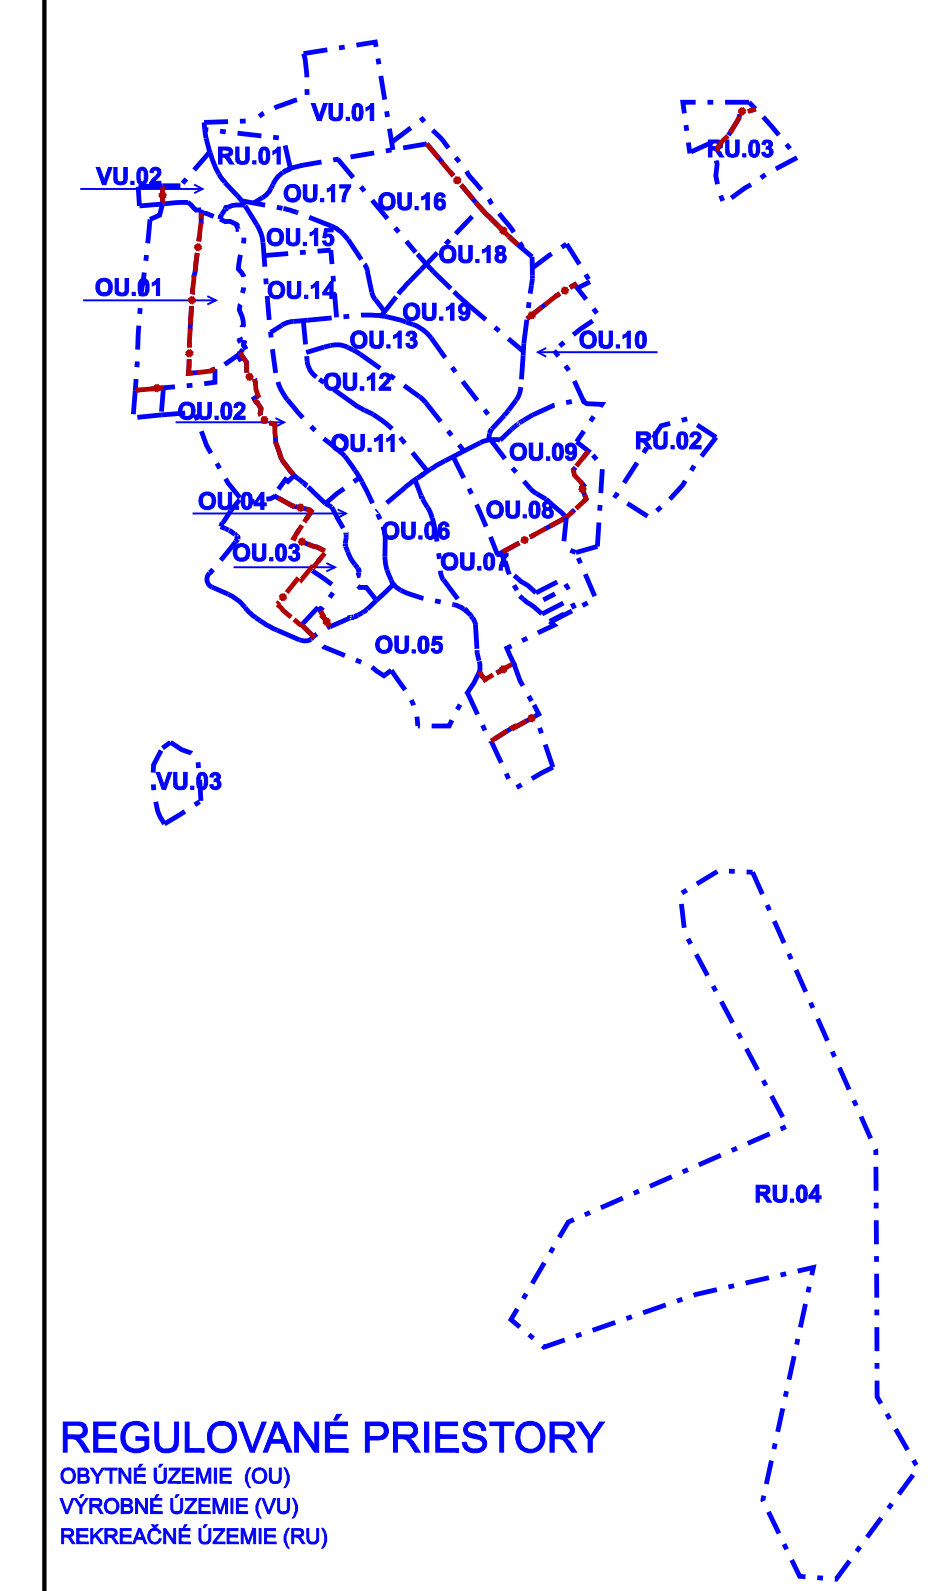 VU.01
RU.03
RU.01
VU.02
OU.17
OU.16
OU.15
OU.18
OU.01
OU.14
OU.19
OU.13
OU.10
OU.12
OU.02
OU.11
RU.02
OU.09
OU.04
OU.08
OU.06
OU.03
OU.07
OU.05
VU.03
RU.04
REGULOVANÉ PRIESTORY
OBYTNÉ ÚZEMIE (OU)
VÝROBNÉ ÚZEMIE (VU)
REKREAČNÉ ÚZEMIE (RU)